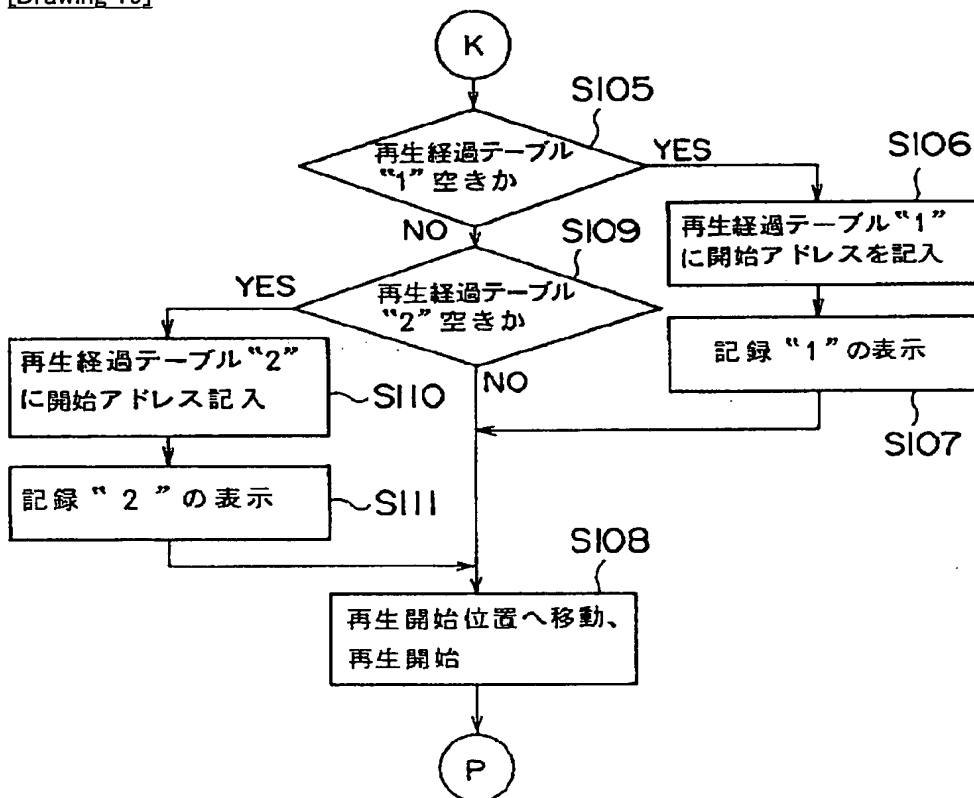 K
S105
再生経過テーブル
“1”空きか
YES
S106
再生経過テーブル“1”
に開始アドレスを記入
NO
S109
再生経過テーブル
“2”空きか
YES
記録“1”の表示
S107
再生経過テーブル“2”
に開始アドレス記入
S110
NO
記録“2”の表示
S111
S108
再生開始位置へ移動、
再生開始
P